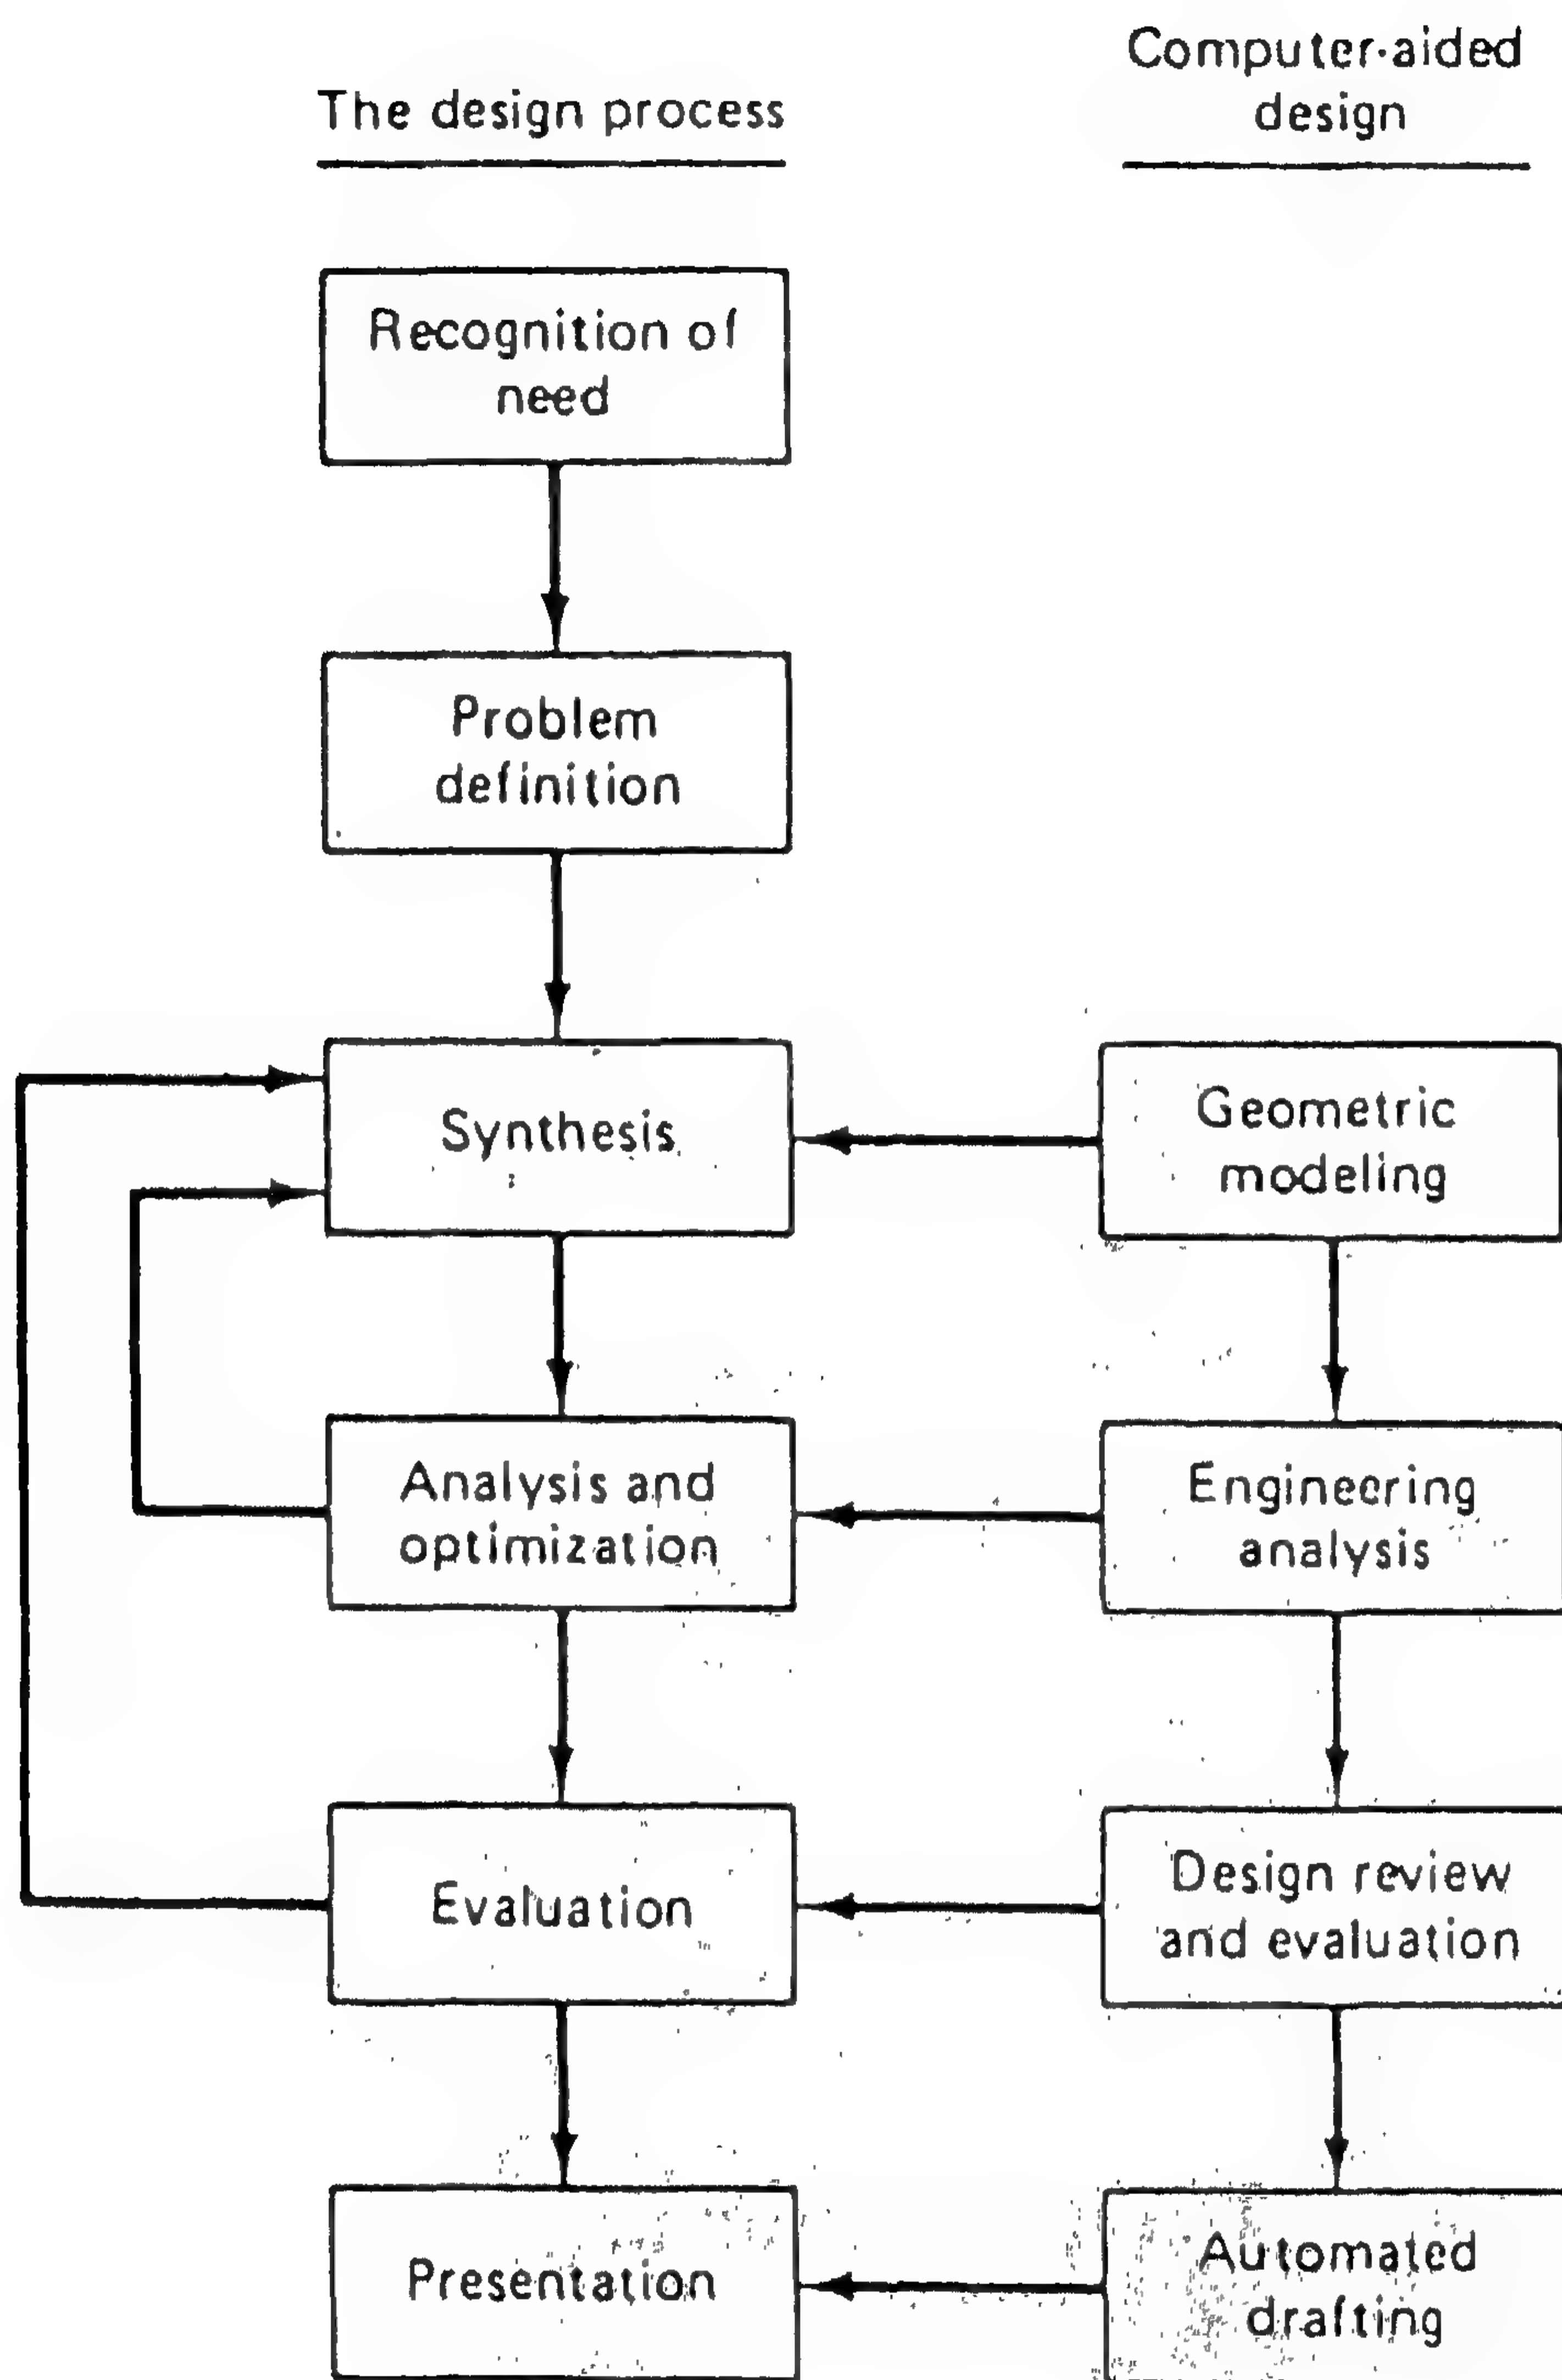 The design process
Computer-aided
design
Recognition of
need
Problem
definition
Synthesis
Geometric
modeling
Analysis and
optimization
Engineering
analysis
Evaluation
Design review
and evaluation
Presentation
Automated
drafting